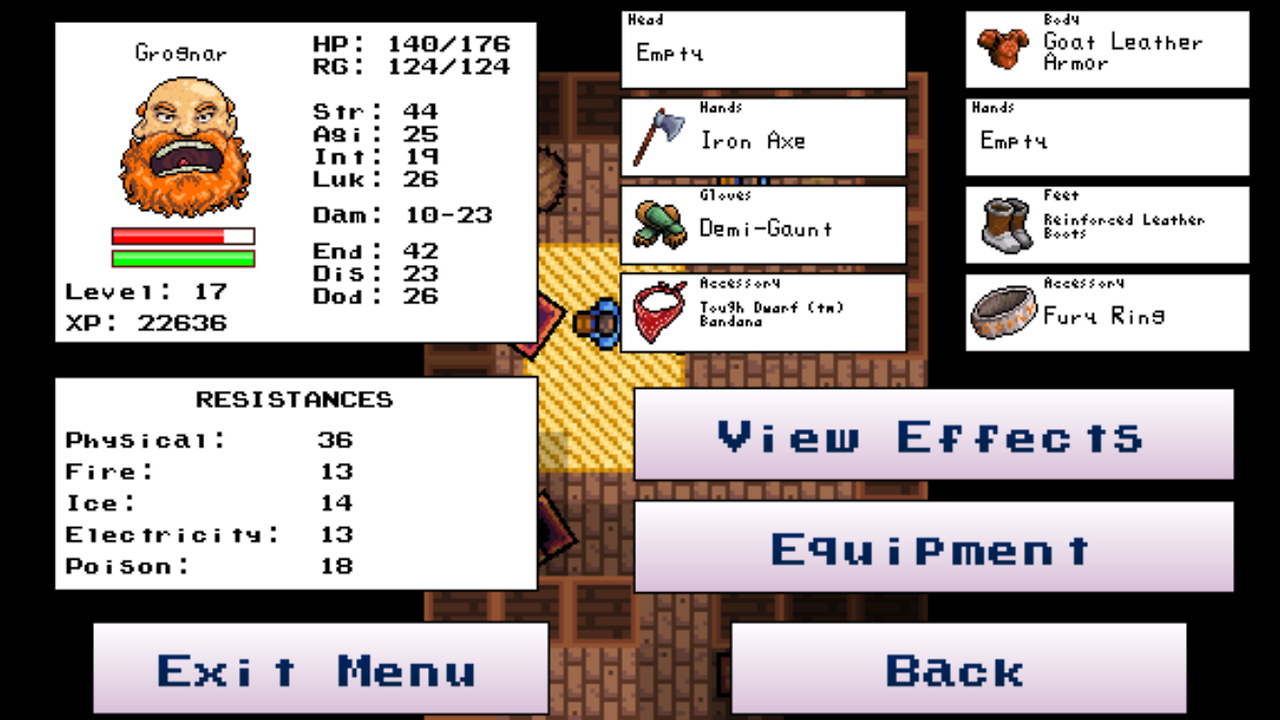 Grognar
HP: 140/176
RG: 124/124
Str: 44
Agi: 25
Int: 19
Luk: 26
Dam: 10-23
End: 42
Dis: 23
Dod: 26
Level: 17
XP: 22636
Head
Empty
Body
Goat Leather
Armor
Hands
Iron Axe
Hands
Empty
Gloves
Demi-Gaunt
Feet
Reinforced Leather
Boots
Accessory
Tough Dwarf (tm)
Bandana
Accessory
Fury Ring
RESISTANCES
Physical: 36
Fire: 13
Ice: 14
Electricity: 13
Poison: 18
View Effects
Equipment
Exit Menu
Back